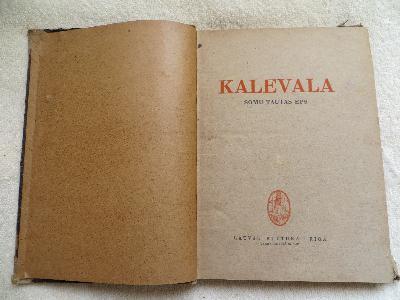 KALEVALA
SOMU TAUTAS EPS
LATVJU KULTURA RIGA